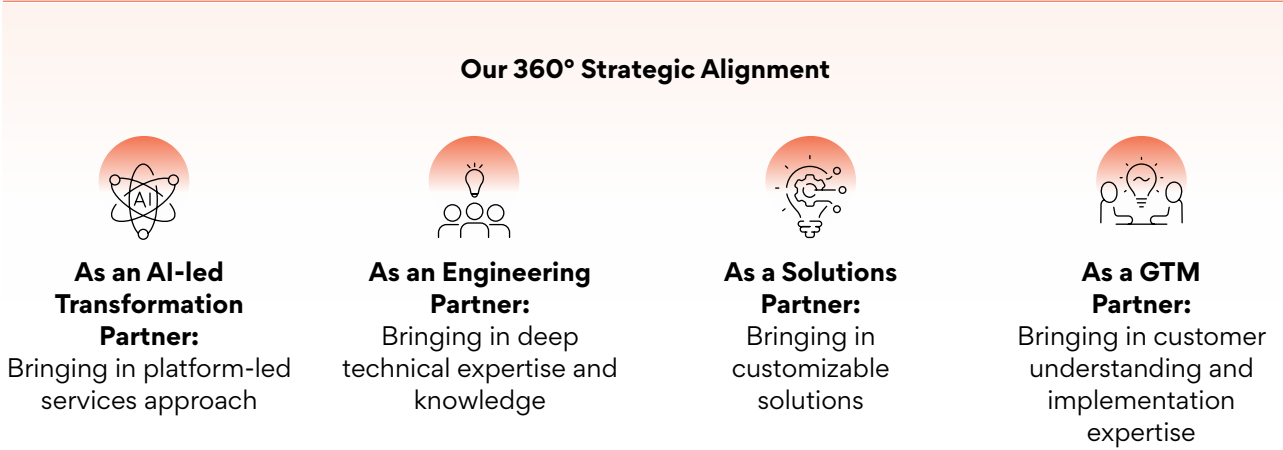 Our 360° Strategic Alignment
AI
As an AI-led
Transformation
Partner:
Bringing in platform-led
services approach
As an Engineering
Partner:
Bringing in deep
technical expertise and
knowledge
As a Solutions
Partner:
Bringing in
customizable
solutions
As a GTM
Partner:
Bringing in customer
understanding and
implementation
expertise